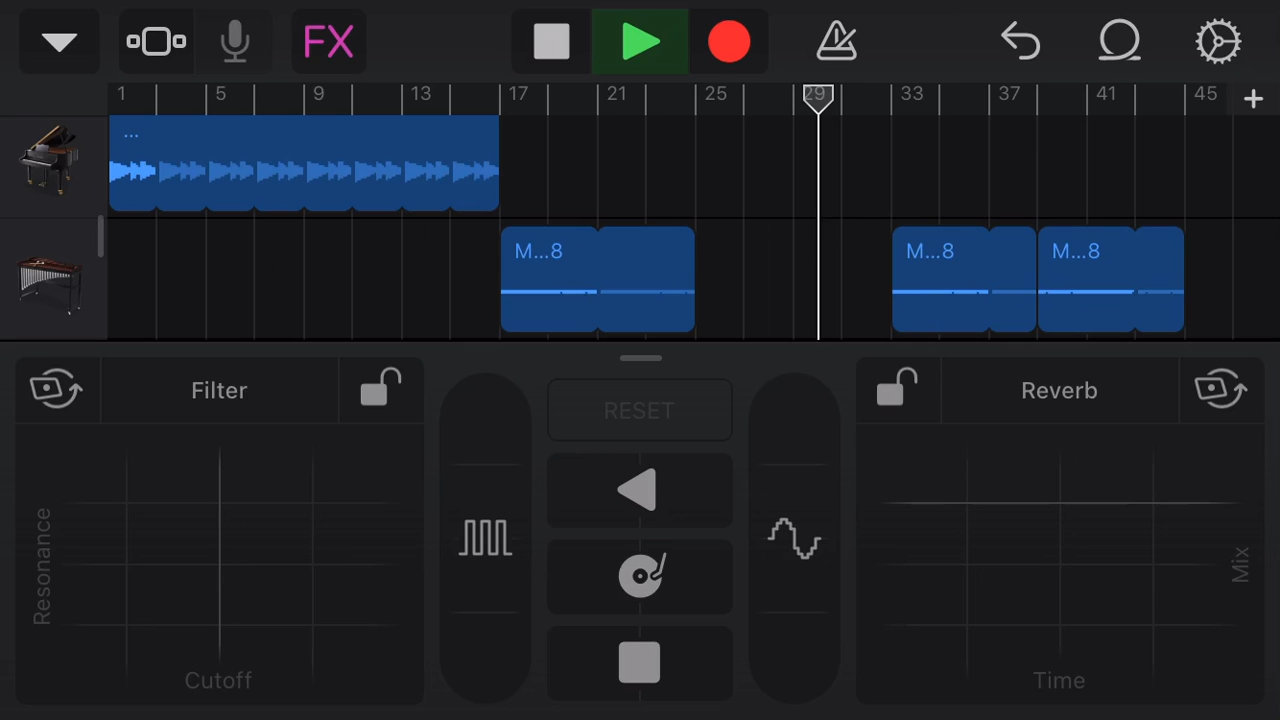 FX
1 5 9 13 17 21 25 29 33 37 41 45 +
...
M...8 M...8 M...8
Filter RESET Reverb
Resonance
Mix
Cutoff Time